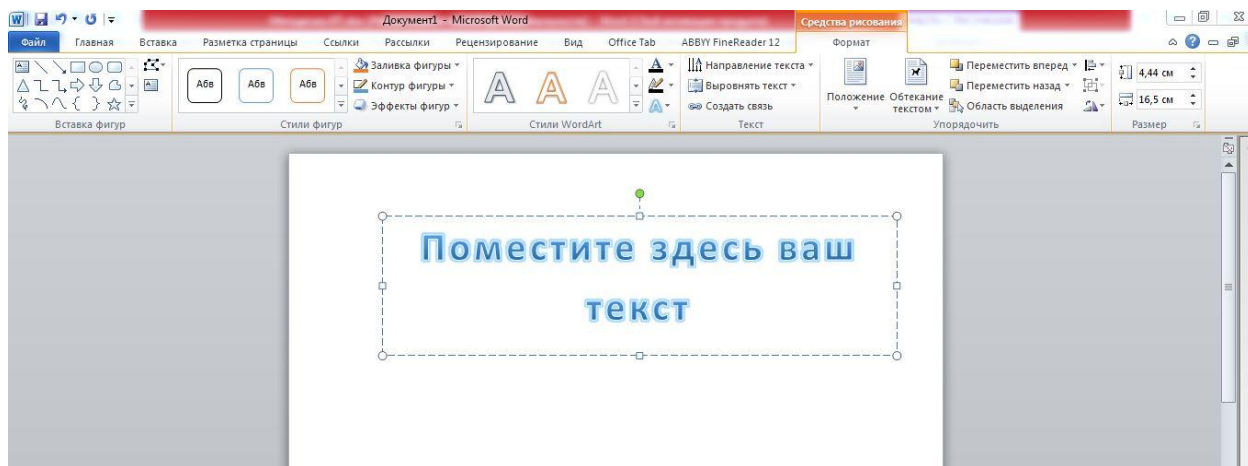 Документ1 - Microsoft Word
Средства рисования
Файл Главная Вставка Разметка страницы Ссылки Рассылки Рецензирование Вид Office Tab ABBYY FineReader 12 Формат
Абв Абв Абв
Заливка фигуры
Контур фигуры
Эффекты фигур
Направление текста
Выровнять текст
Создать связь
Положение
Обтекание
текстом
Переместить вперед
Переместить назад
Область выделения
4,44 см
16,5 см
Вставка фигур Стили фигур Стили WordArt Текст Упорядочить Размер
Поместите здесь ваш
текст